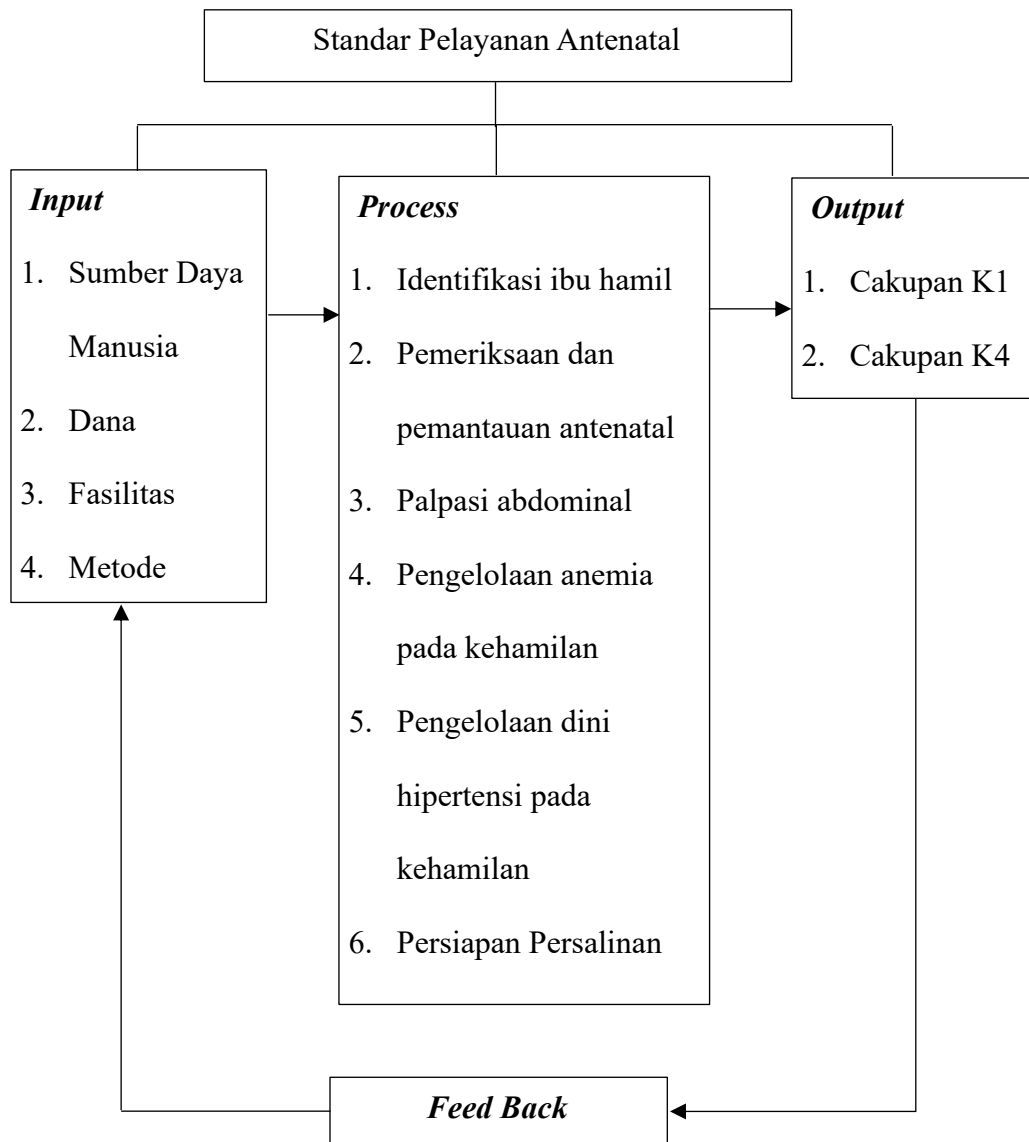 Standar Pelayanan Antenatal
Input
1. Sumber Daya
Manusia
2. Dana
3. Fasilitas
4. Metode
Process
1. Identifikasi ibu hamil
2. Pemeriksaan dan
pemantauan antenatal
3. Palpasi abdominal
4. Pengelolaan anemia
pada kehamilan
5. Pengelolaan dini
hipertensi pada
kehamilan
6. Persiapan Persalinan
Output
1. Cakupan K1
2. Cakupan K4
Feed Back